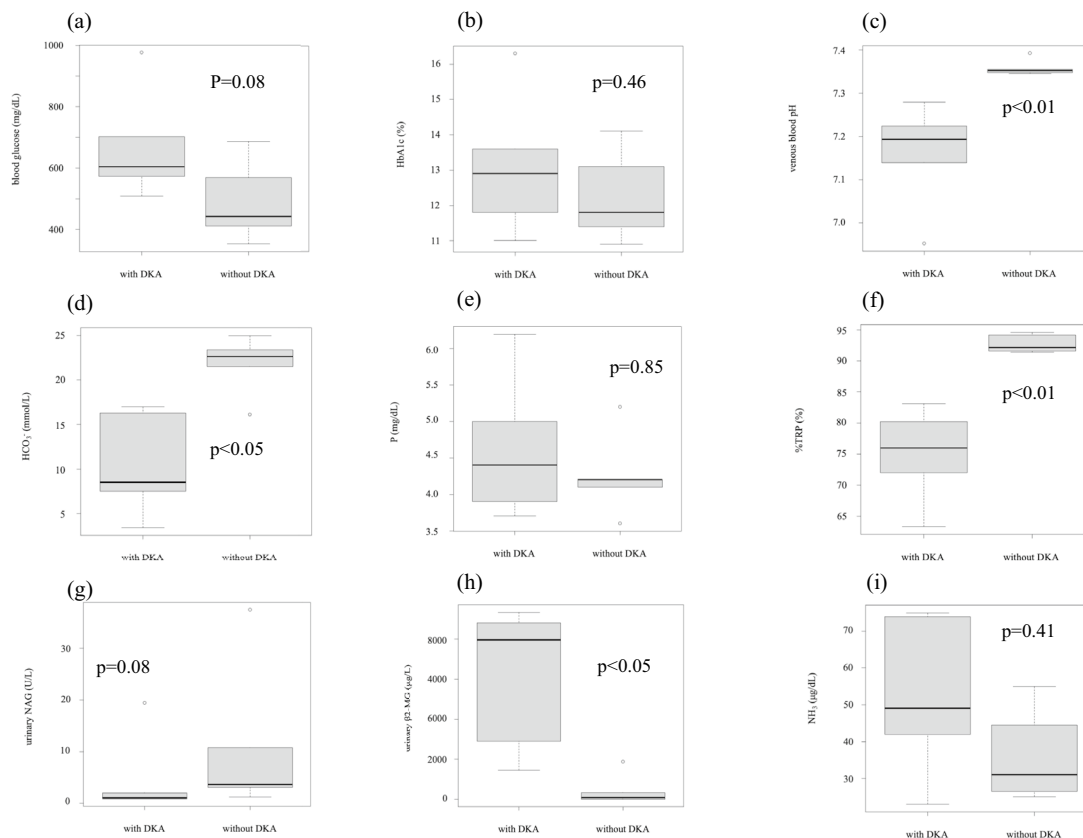 (a)
1000
800
600
400
blood glucose (mg/dL)
P=0.08
with DKA
without DKA
(b)
16
15
14
13
12
11
HbA1c (%)
p=0.46
with DKA
without DKA
(c)
7.4
7.3
7.2
7.1
7.0
venous blood pH
p<0.01
with DKA
without DKA
(d)
25
20
15
10
5
HCO₃⁻ (mmol/L)
p<0.05
with DKA
without DKA
(e)
6.0
5.5
5.0
4.5
4.0
3.5
P (mg/dL)
p=0.85
with DKA
without DKA
(f)
95
90
85
80
75
70
65
%TRP (%)
p<0.01
with DKA
without DKA
(g)
30
20
10
0
urinary NAG (U/L)
p=0.08
with DKA
without DKA
(h)
8000
6000
4000
2000
0
urinary β2-MG (μg/L)
p<0.05
with DKA
without DKA
(i)
70
60
50
40
30
NH₃ (μg/dL)
p=0.41
with DKA
without DKA